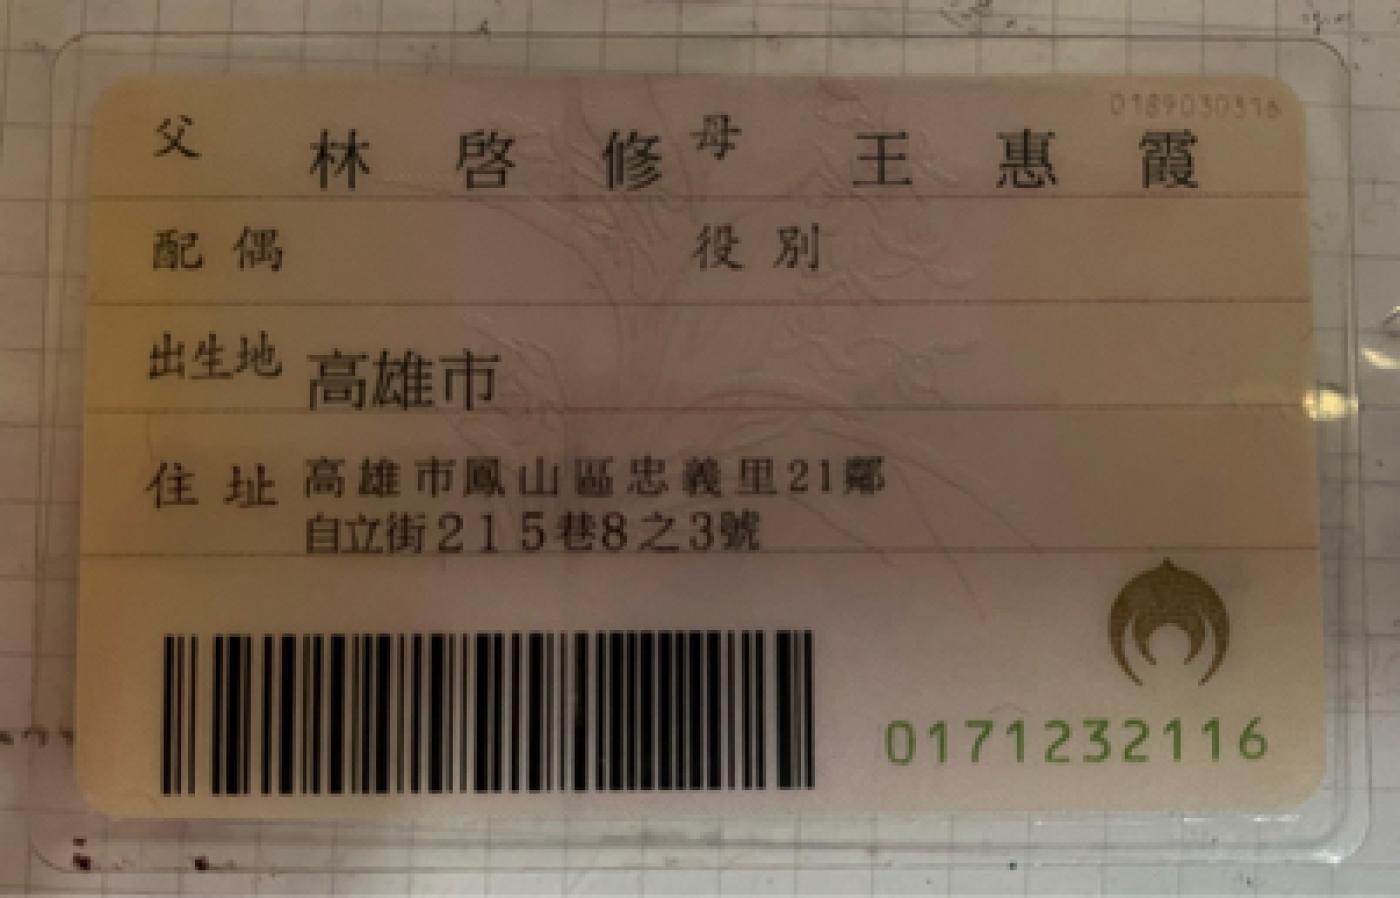 0189030316
父 林啓修 母 王惠霞
配偶 役別
出生地 高雄市
住址 高雄市鳳山區忠義里21鄰
自立街215巷8之3號
0171232116